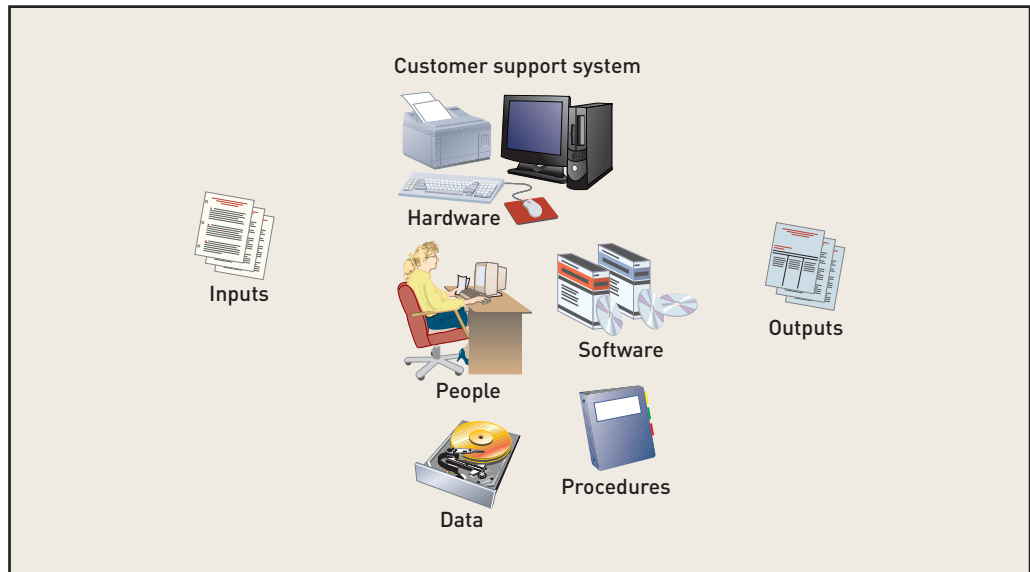 Customer support system
Hardware
Inputs
Outputs
Software
People
Procedures
Data